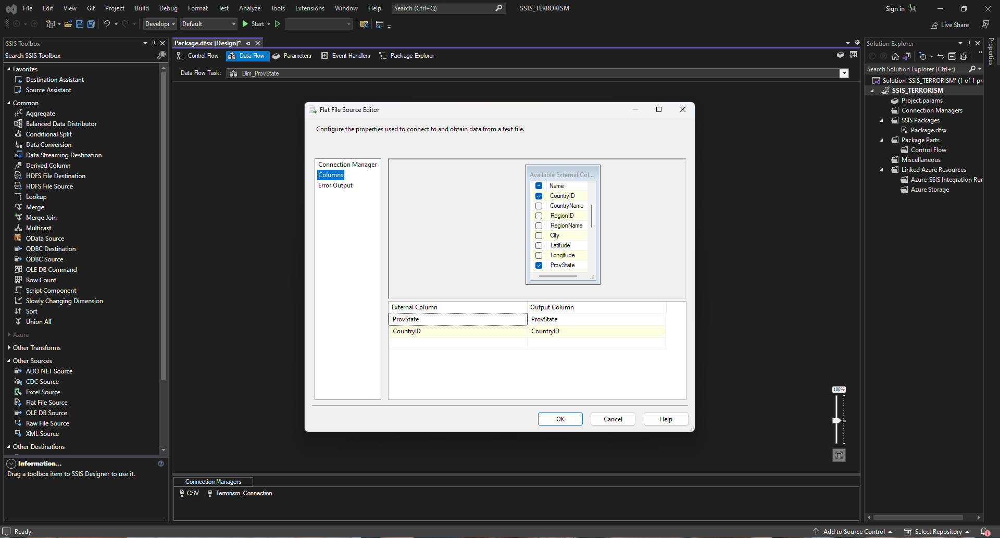 File Edit View Git Project Build Debug Format Test Analyze Tools Extensions Window Help Search (Ctrl+Q) SSIS_TERRORISM Sign in
Developi Default Start Live Share
SSIS Toolbox
Search SSIS Toolbox
Favorites
Destination Assistant
Source Assistant
Common
Aggregate
Balanced Data Distributor
Conditional Split
Data Conversion
Data Streaming Destination
Derived Column
HDFS File Destination
HDFS File Source
Lookup
Merge
Merge Join
Multicast
OData Source
ODBC Destination
ODBC Source
OLE DB Command
Row Count
Script Component
Slowly Changing Dimension
Sort
Union All
Azure
Other Transforms
Other Sources
ADO NET Source
CDC Source
Excel Source
Flat File Source
OLE DB Source
Raw File Source
XML Source
Other Destinations
Information...
Drag a toolbox item to SSIS Designer to use it.
Package.dtsx [Design]*
Control Flow Data Flow Parameters Event Handlers Package Explorer
Data Flow Task: Dim_ProvState
Flat File Source Editor
Configure the properties used to connect to and obtain data from a text file.
Connection Manager
Columns
Error Output
Available External Col...
Name
CountryID
CountryName
RegionID
RegionName
City
Latitude
Longitude
ProvState
External Column Output Column
ProvState ProvState
CountryID CountryID
OK Cancel Help
100%
Connection Managers
CSV Terrorism_Connection
Solution Explorer
Search Solution Explorer (Ctrl+;)
Solution 'SSIS_TERRORISM' (1 of 1 pr
SSIS_TERRORISM
Project.params
Connection Managers
SSIS Packages
Package.dtsx
Package Parts
Control Flow
Miscellaneous
Linked Azure Resources
Azure-SSIS Integration Run
Azure Storage
Properties
Ready Add to Source Control Select Repository 1